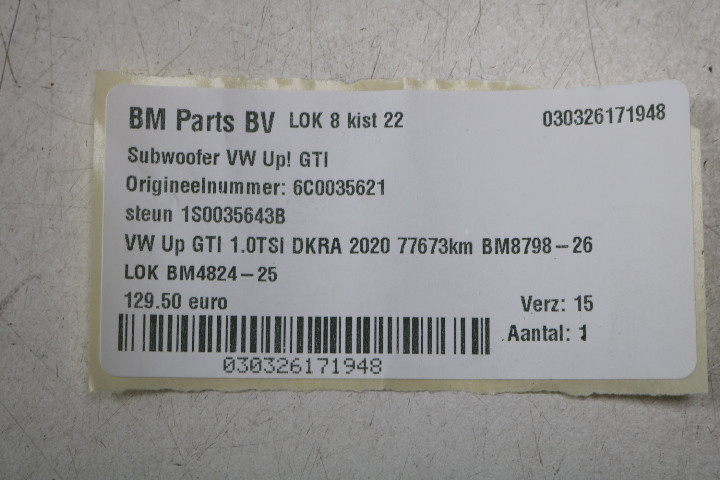 BM Parts BV LOK 8 kist 22 030326171948
Subwoofer VW Up! GTI
Origineelnummer: 6C0035621
steun 1S0035643B
VW Up GTI 1.0TSI DKRA 2020 77673km BM8798-26
LOK BM4824-25
129.50 euro Verz: 15
Aantal: 1
030326171948